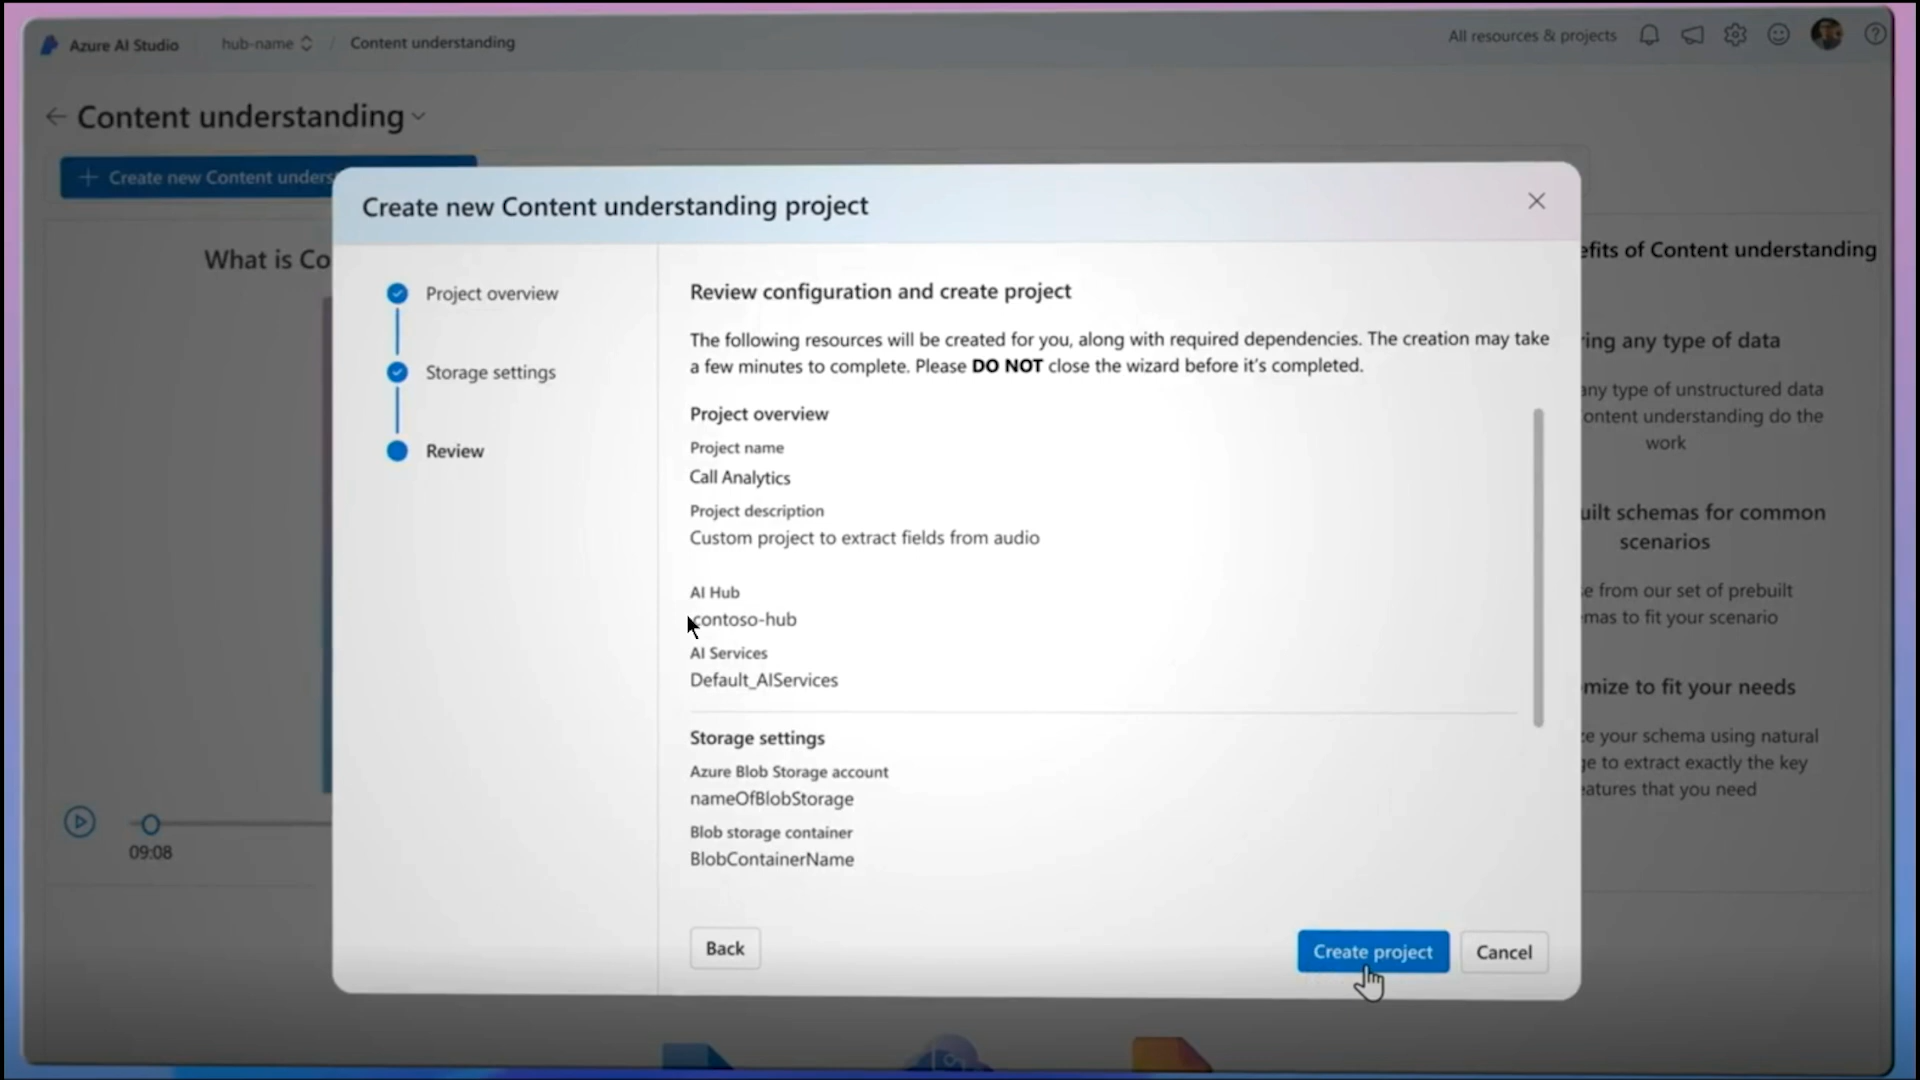 Azure AI Studio
hub-name
/
Content understanding
All resources & projects
Content understanding
Create new Content unders
What is Co
09:08
Create new Content understanding project
Project overview
Storage settings
Review
Review configuration and create project
The following resources will be created for you, along with required dependencies. The creation may take
a few minutes to complete. Please DO NOT close the wizard before it's completed.
Project overview
Project name
Call Analytics
Project description
Custom project to extract fields from audio
AI Hub
contoso-hub
AI Services
Default_AIServices
Storage settings
Azure Blob Storage account
nameOfBlobStorage
Blob storage container
BlobContainerName
Back
Create project
Cancel
efits of Content understanding
ring any type of data
any type of unstructured data
ontent understanding do the
work
uilt schemas for common
scenarios
e from our set of prebuilt
mas to fit your scenario
mize to fit your needs
ze your schema using natural
ge to extract exactly the key
eatures that you need